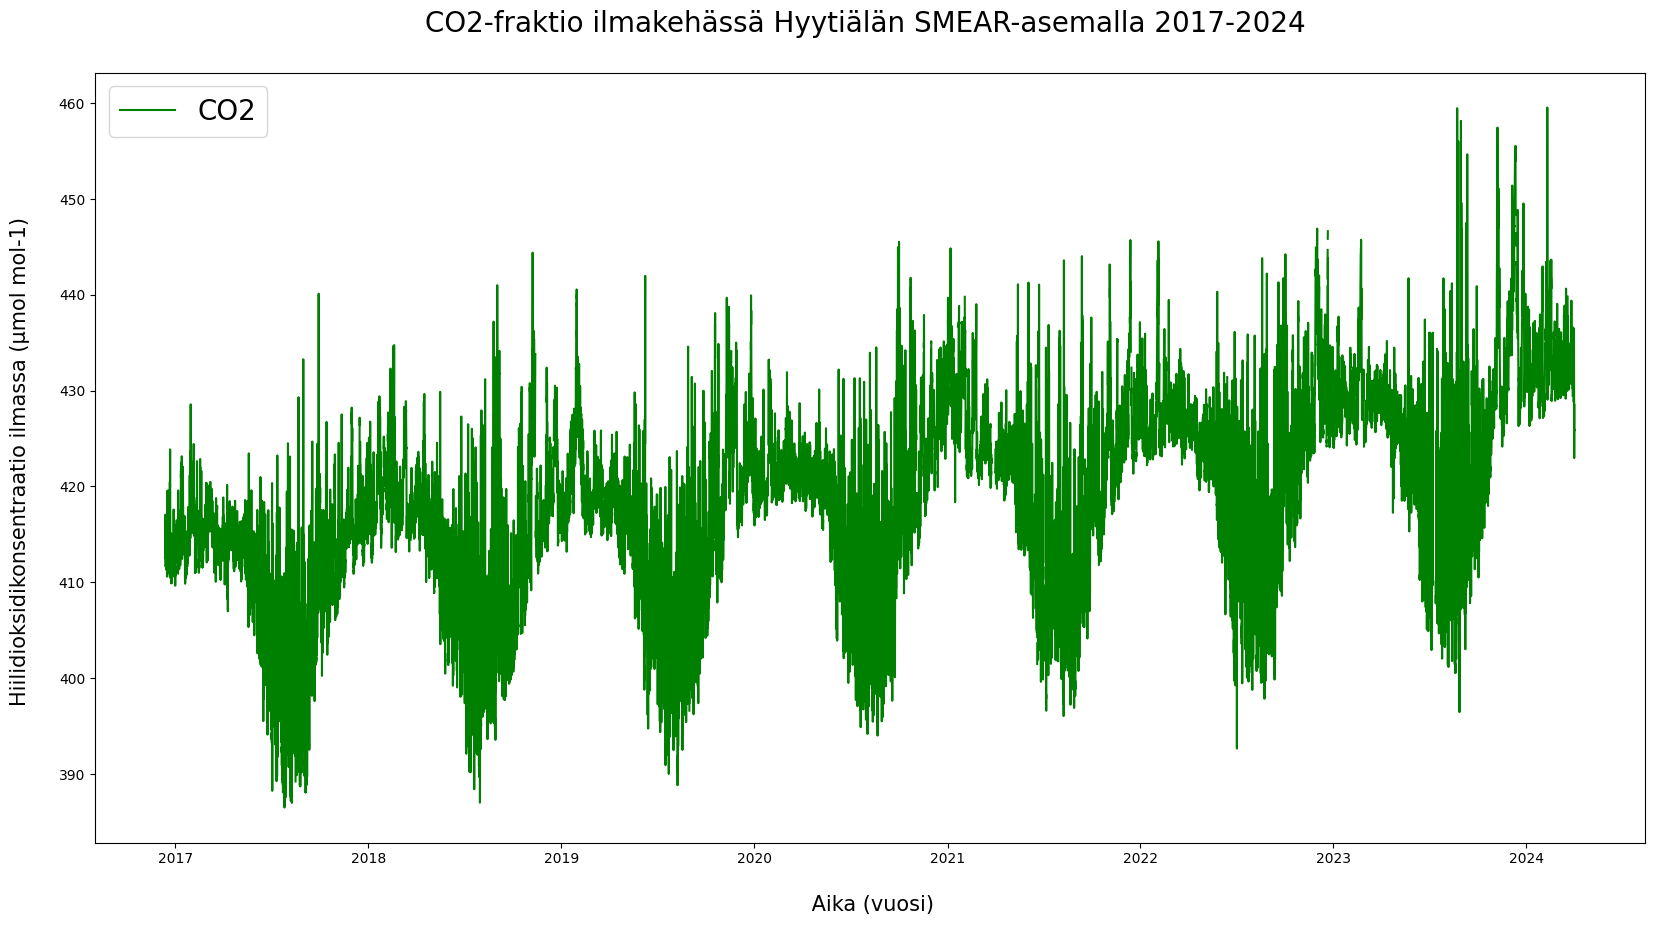 CO2-fraktio ilmakehässä Hyytiälän SMEAR-asemalla 2017-2024
CO2
Hiilidioksidikonsentraatio ilmassa (µmol mol-1)
460
450
440
430
420
410
400
390
2017 2018 2019 2020 2021 2022 2023 2024
Aika (vuosi)